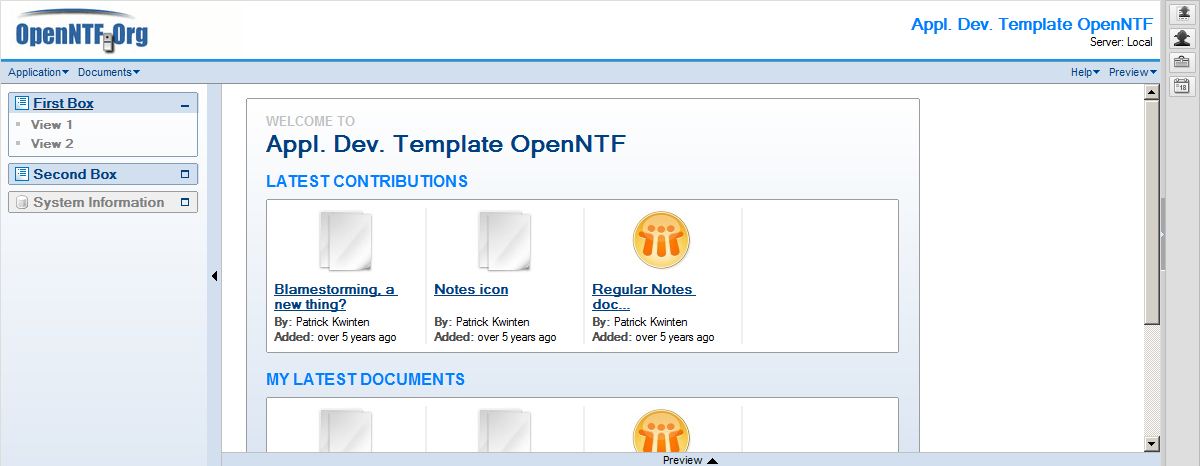 OpenNTF.Org
Appl. Dev. Template OpenNTF
Server: Local
Application Documents
Help Preview
First Box
View 1
View 2
Second Box
System Information
WELCOME TO
Appl. Dev. Template OpenNTF
LATEST CONTRIBUTIONS
Blamestorming, a
new thing?
By: Patrick Kwinten
Added: over 5 years ago
Notes icon
By: Patrick Kwinten
Added: over 5 years ago
Regular Notes
doc...
By: Patrick Kwinten
Added: over 5 years ago
MY LATEST DOCUMENTS
Preview
18